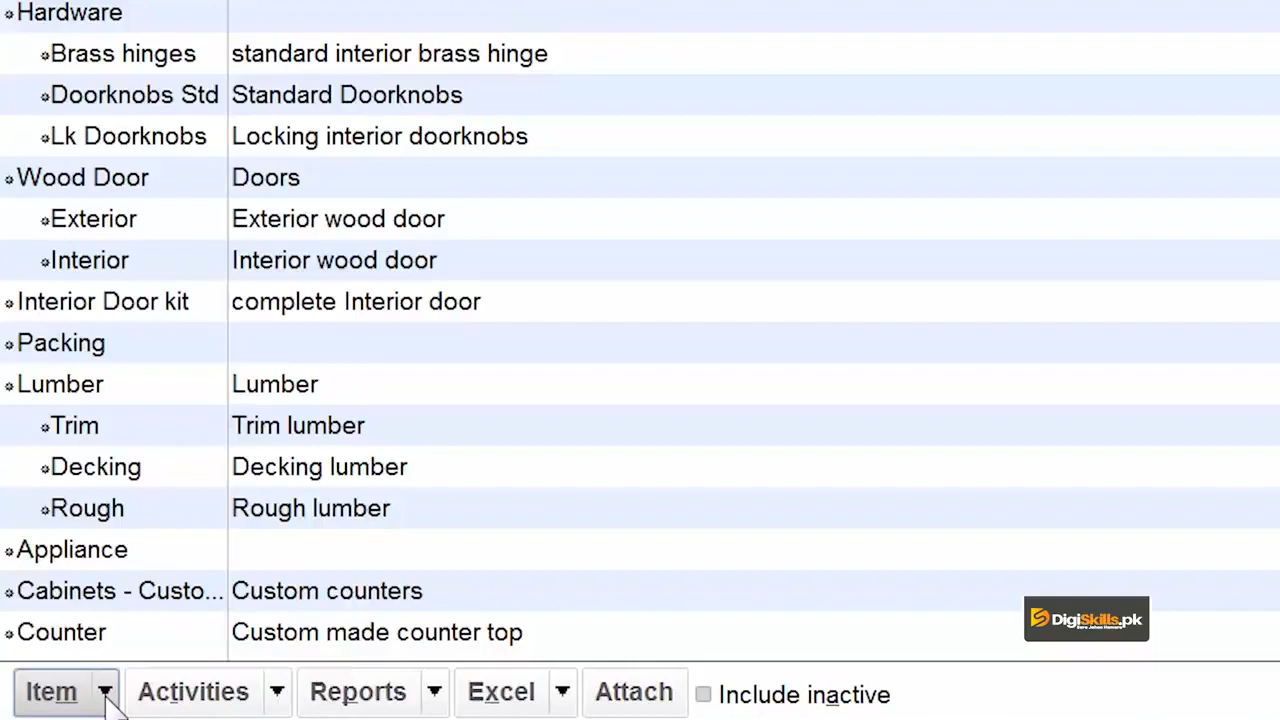 Hardware
Brass hinges standard interior brass hinge
Doorknobs Std Standard Doorknobs
Lk Doorknobs Locking interior doorknobs
Wood Door Doors
Exterior Exterior wood door
Interior Interior wood door
Interior Door kit complete Interior door
Packing
Lumber Lumber
Trim Trim lumber
Decking Decking lumber
Rough Rough lumber
Appliance
Cabinets - Custo... Custom counters
Counter Custom made counter top
DigiSkills.pk
Item Activities Reports Excel Attach Include inactive